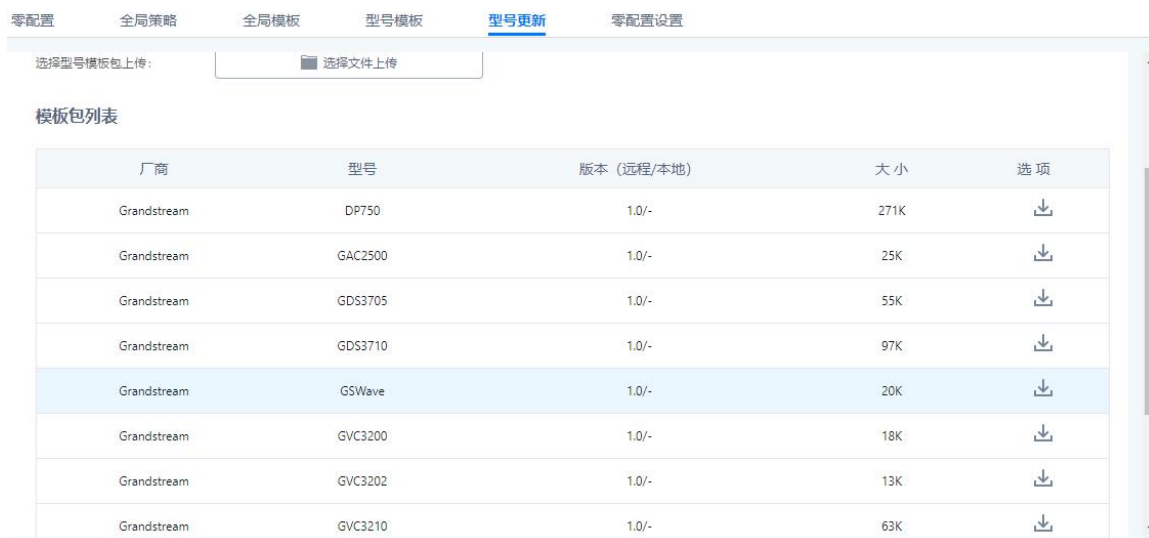 零配置 全局策略 全局模板 型号模板 型号更新 零配置设置
选择型号模板包上传: 选择文件上传
模板包列表
厂商 型号 版本 (远程/本地) 大小 选项
Grandstream DP750 1.0/- 271K
Grandstream GAC2500 1.0/- 25K
Grandstream GDS3705 1.0/- 55K
Grandstream GDS3710 1.0/- 97K
Grandstream GSWave 1.0/- 20K
Grandstream GVC3200 1.0/- 18K
Grandstream GVC3202 1.0/- 13K
Grandstream GVC3210 1.0/- 63K